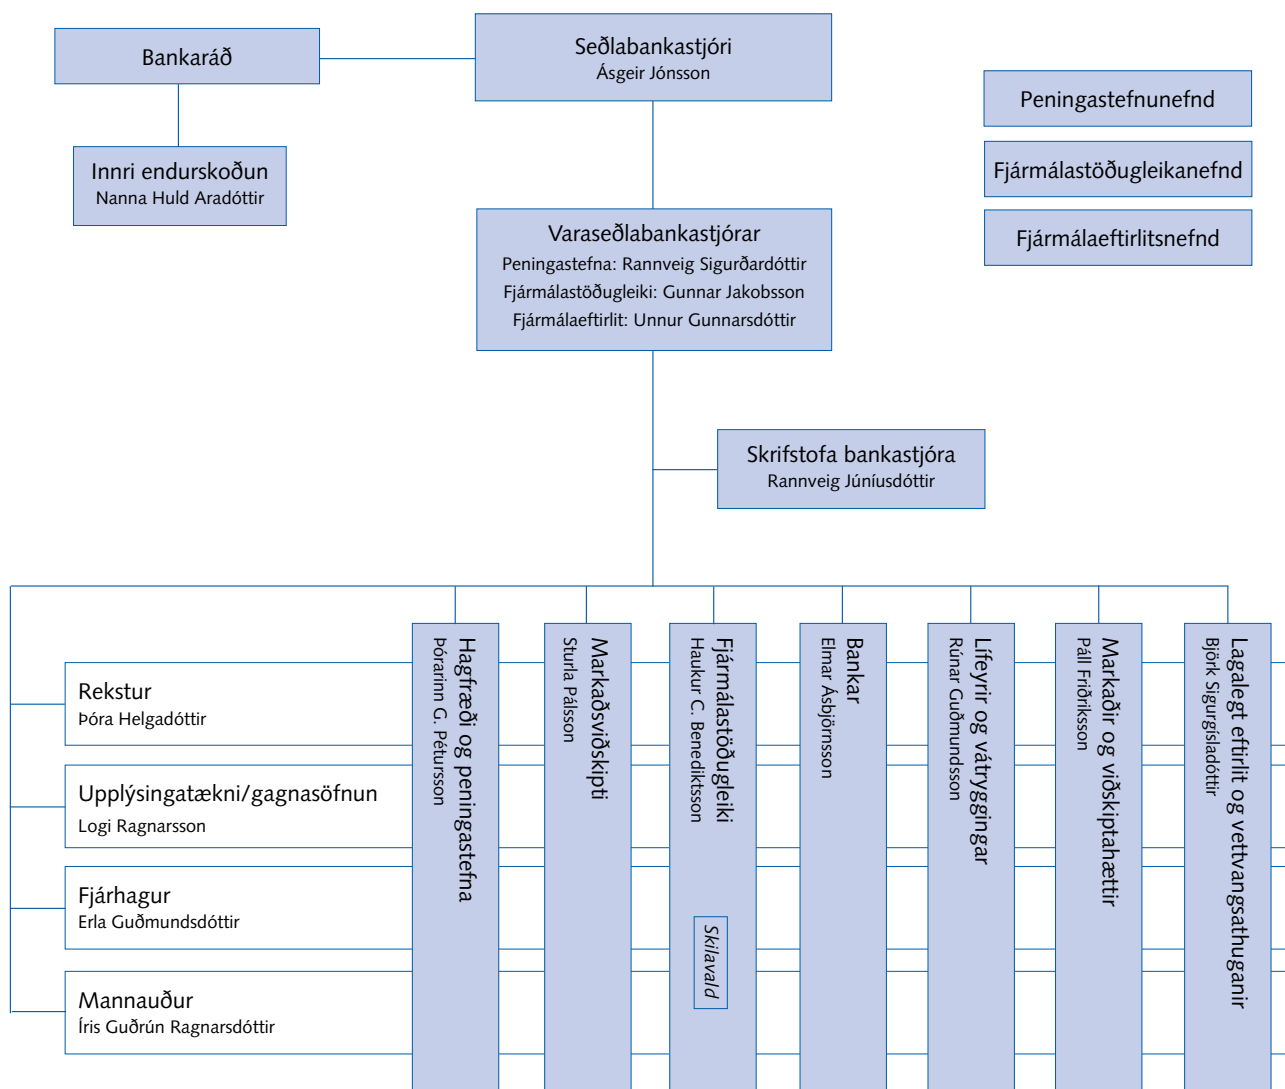 Bankaráð
Seðlabankastjóri
Ásgeir Jónsson
Innri endurskoðun
Nanna Huld Aradóttir
Peningastefnunefnd
Fjármálastöðugleikanefnd
Fjármálaeftirlitsnefnd
Varaseðlabankastjórar
Peningastefna: Rannveig Sigurðardóttir
Fjármálastöðugleiki: Gunnar Jakobsson
Fjármálaeftirlit: Unnur Gunnarsdóttir
Skrifstofa bankastjóra
Rannveig Júníusdóttir
Rekstur
Þóra Helgadóttir
Upplýsingatækni/gagnasöfnun
Logi Ragnarsson
Fjárhagur
Erla Guðmundsdóttir
Mannauður
Íris Guðrún Ragnarsdóttir
Hagfræði og peningastefna
Þórarinn G. Pétursson
Markaðsviðskipti
Sturla Pálsson
Fjármálastöðugleiki
Haukur C. Benediktsson
Skilavald
Bankar
Elmar Ásbjörnsson
Lífeyrir og vátryggingar
Rúnar Guðmundsson
Markaðir og viðskiptahættir
Páll Friðriksson
Lagalegt eftirlit og vettvangsathuganir
Björk Sigurgísladóttir